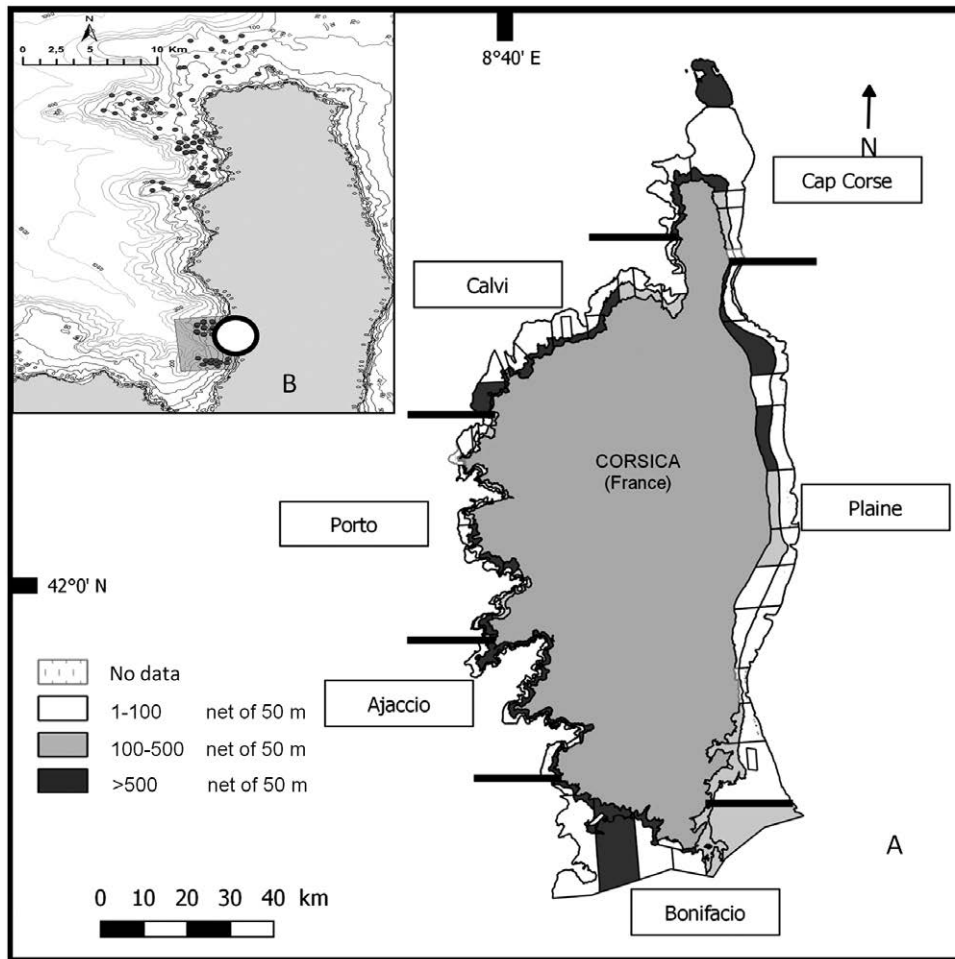 0 2,5 5 10 Km
N
B
8°40' E
N
Cap Corse
Calvi
CORSICA
(France)
Porto
Plaine
42°0' N
No data
1-100 net of 50 m
100-500 net of 50 m
>500 net of 50 m
Ajaccio
A
0 10 20 30 40 km
Bonifacio